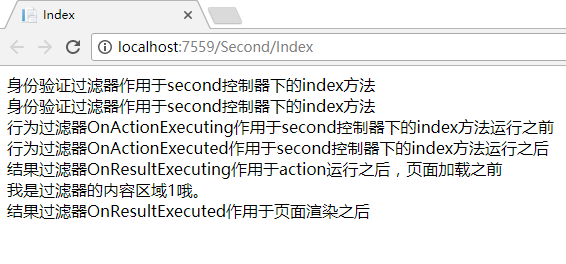 Index
localhost:7559/Second/Index
身份验证过滤器作用于second控制器下的index方法
身份验证过滤器作用于second控制器下的index方法
行为过滤器OnActionExecuting作用于second控制器下的index方法运行之前
行为过滤器OnActionExecuted作用于second控制器下的index方法运行之后
结果过滤器OnResultExecuting作用于action运行之后，页面加载之前
我是过滤器的内容区域1哦。
结果过滤器OnResultExecuted作用于页面渲染之后